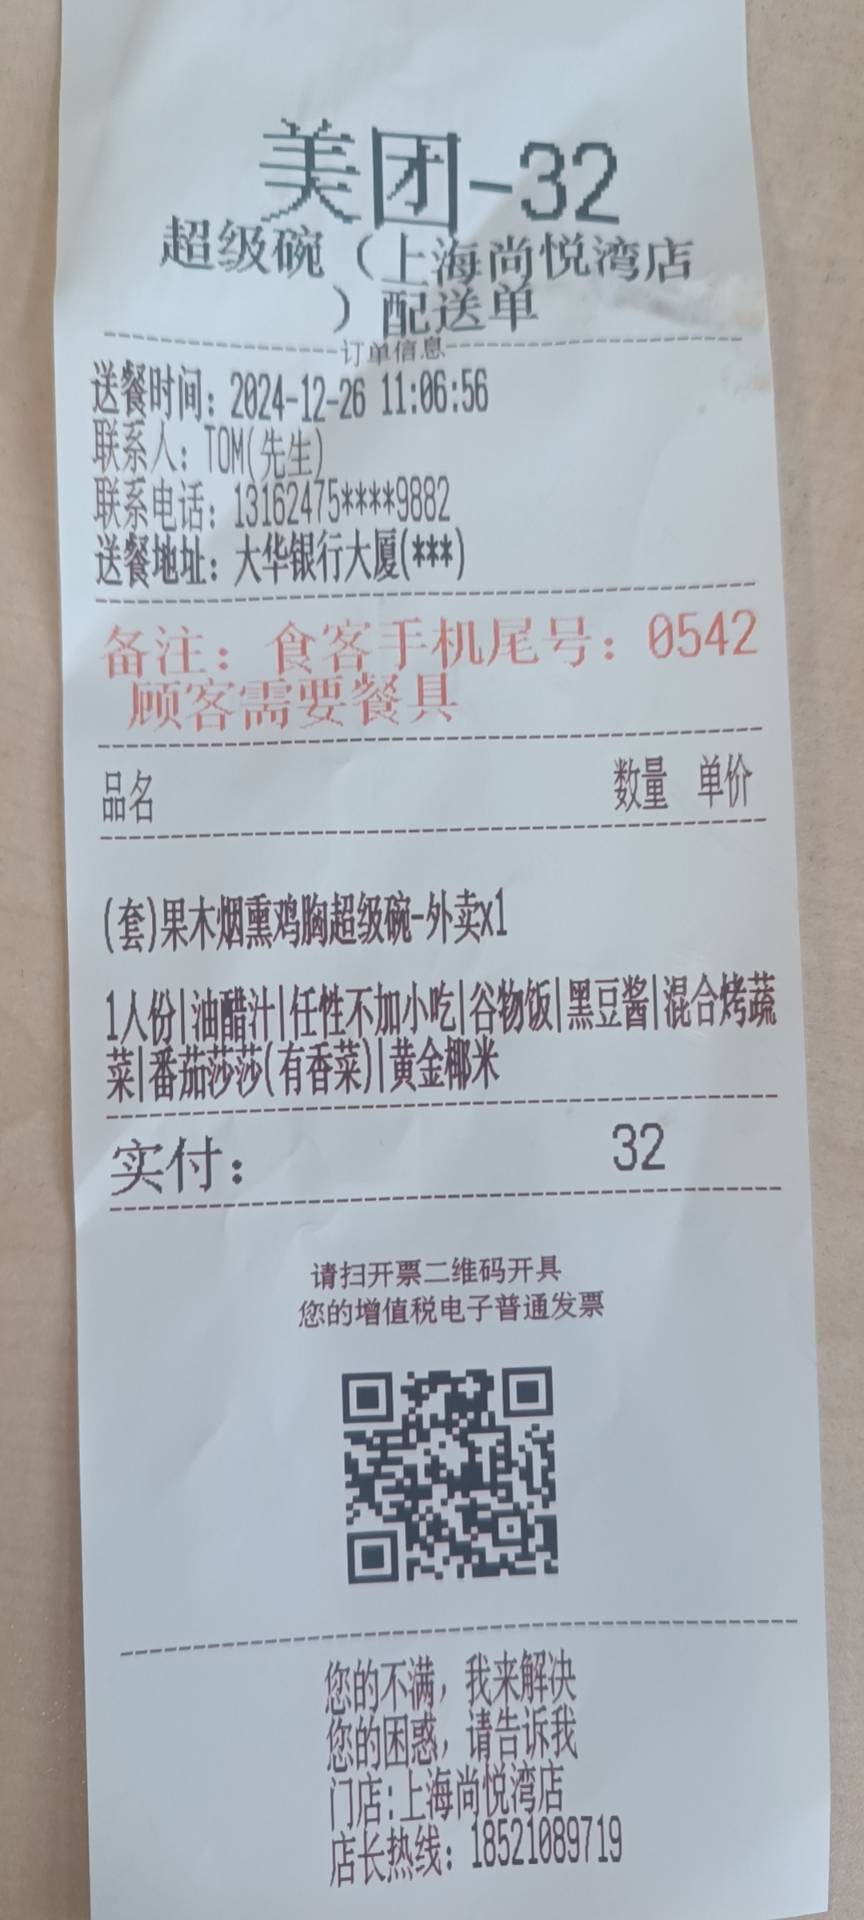 美团-32
超级碗（上海尚悦湾店
）配送单
订单信息
送餐时间：2024-12-26 11:06:56
联系人：TOM(先生)
联系电话：13162475****9882
送餐地址：大华银行大厦(***)
备注：食客手机尾号：0542
顾客需要餐具
品名 数量 单价
(套)果木烟熏鸡胸超级碗-外卖x1
1人份|油醋汁|任性不加小吃|谷物饭|黑豆酱|混合烤蔬
菜|番茄莎莎(有香菜)|黄金椰米
实付： 32
请扫开票二维码开具
您的增值税电子普通发票
您的不满，我来解决
您的困惑，请告诉我
门店:上海尚悦湾店
店长热线：18521089719